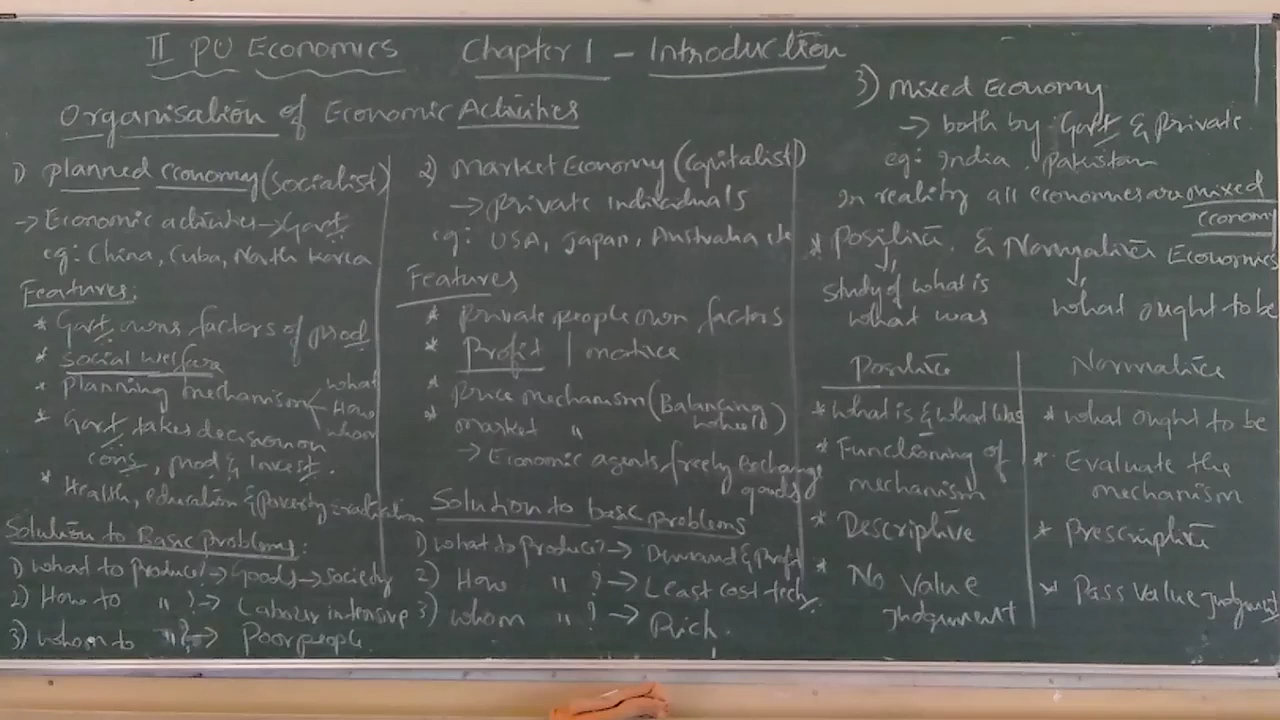 II PU Economics Chapter 1 - Introduction
Organisation of Economic Activities
1) Planned Economy (Socialist)
→ Economic activities → Govt.
eg: China, Cuba, North Korea
Features:
* Govt. owns factors of prod
* Social welfare
* Planning mechanism < what
How
whom
* Govt. takes decision on
cons, prod & Invest.
* Health, education & poverty eradication
Solution to Basic problems:
1) What to Produce? → Goods → society
2) How to " ? → Labour intensive
3) Whom to " ? → Poor people
2) Market Economy (Capitalist)
→ Private Individuals
eg: USA, Japan, Australia etc
Features
* Private people own factors
* Profit | motive
* Price mechanism (Balancing
wheel)
* market "
→ Economic agents freely Exchange
goods
Solution to basic problems
1) What to Produce? → Demand & Profit
2) How " ? → Least cost tech.
3) Whom " ? → Rich.
3) Mixed Economy
→ both by Govt & Private
eg: India, Pakistan
In reality all economies are mixed
economy
* Positive & Normative Economics
↓ ↓
Study of what is
what was
what ought to be
Positive | Normative
* What is & what was
* Functioning of
mechanism
* Descriptive
* No Value
judgement
* what ought to be
* Evaluate the
mechanism
* Prescriptive
* Pass value judgement